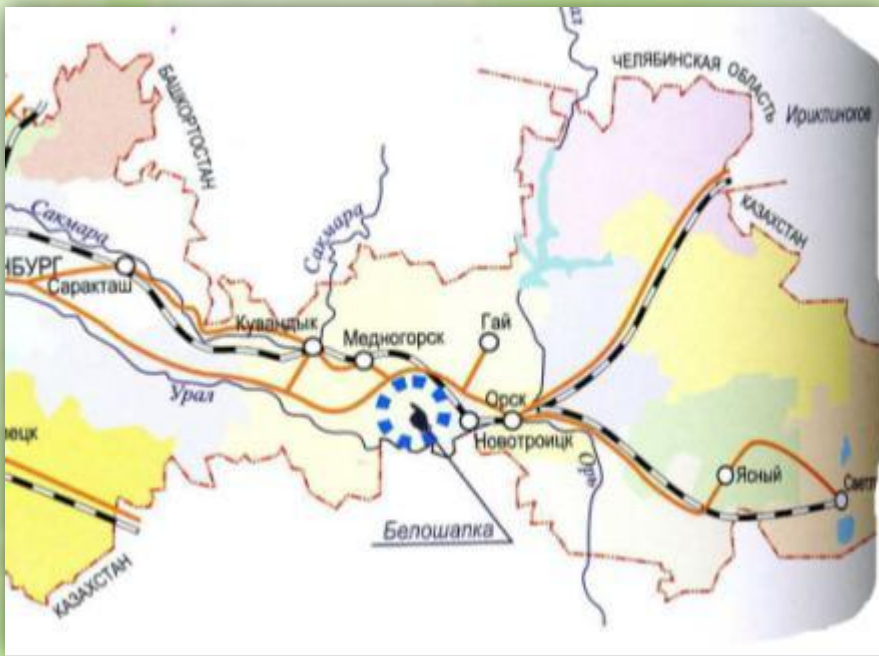 ЧЕЛЯБИНСКАЯ ОБЛАСТЬ
Ириклинское
БАШКОРТОСТАН
КАЗАХСТАН
Сакмара
Сакмара
НБУРГ
Саракташ
Кувандык
Медногорск
Гай
Урал
Орск
Новотроицк
Орь
Ясный
Светл
Белошапка
КАЗАХСТАН